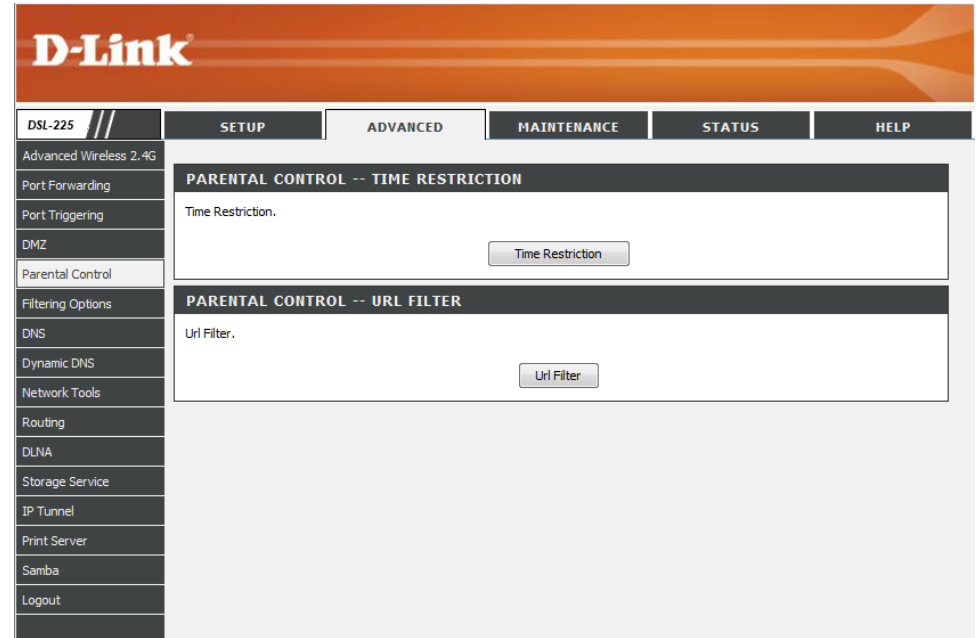 D-Link
DSL-225
SETUP
ADVANCED
MAINTENANCE
STATUS
HELP
Advanced Wireless 2.4G
Port Forwarding
Port Triggering
DMZ
Parental Control
Filtering Options
DNS
Dynamic DNS
Network Tools
Routing
DLNA
Storage Service
IP Tunnel
Print Server
Samba
Logout
PARENTAL CONTROL -- TIME RESTRICTION
Time Restriction.
Time Restriction
PARENTAL CONTROL -- URL FILTER
Url Filter.
Url Filter